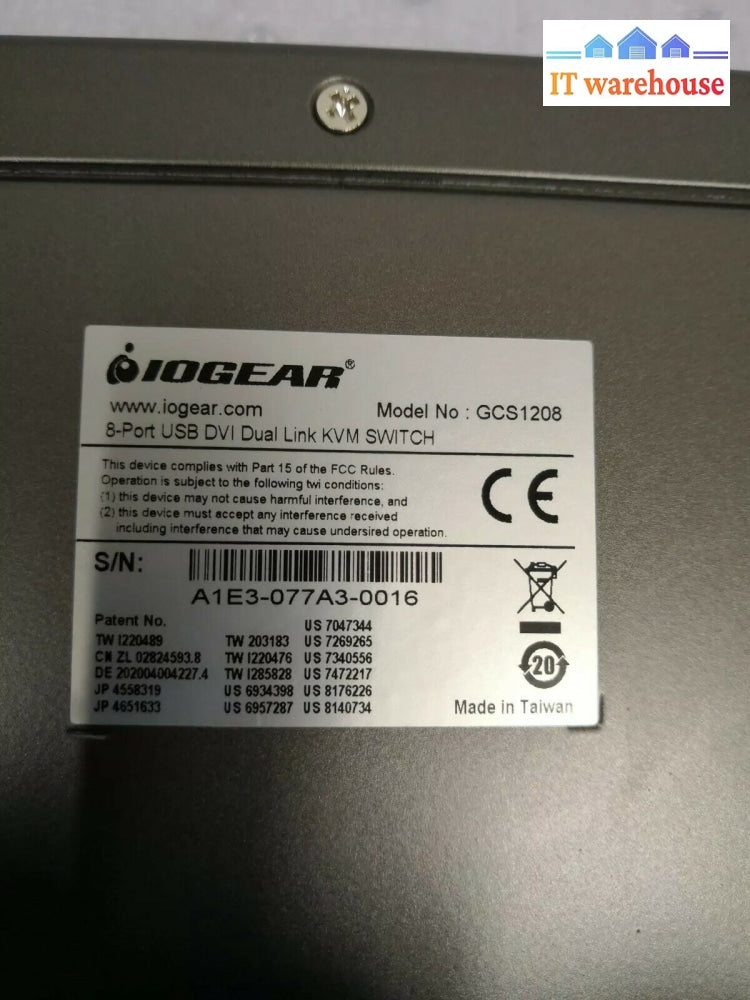 IT warehouse
IOGEAR®
www.iogear.com Model No : GCS1208
8-Port USB DVI Dual Link KVM SWITCH
This device complies with Part 15 of the FCC Rules.
Operation is subject to the following twi conditions:
(1) this device may not cause harmful interference, and
(2) this device must accept any interference received
including interference that may cause undersired operation.
CE
S/N:
A1E3-077A3-0016
Patent No. US 7047344
TW I220489 TW 203183 US 7269265
CN ZL 02824593.8 TW I220476 US 7340556
DE 202004004227.4 TW I285828 US 7472217
JP 4558319 US 6934398 US 8176226
JP 4651633 US 6957287 US 8140734
20
Made in Taiwan